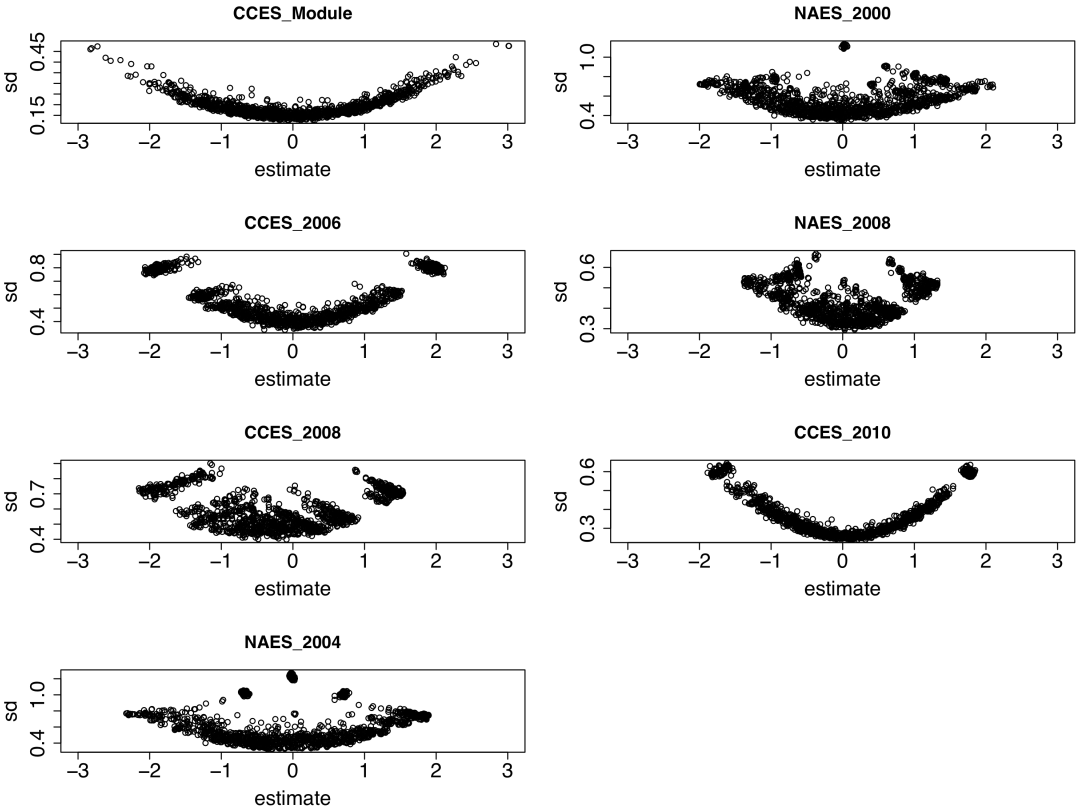 CCES_Module
sd
0.15 0.45
−3 −2 −1 0 1 2 3
estimate
NAES_2000
sd
0.4 1.0
−3 −2 −1 0 1 2 3
estimate
CCES_2006
sd
0.4 0.8
−3 −2 −1 0 1 2 3
estimate
NAES_2008
sd
0.3 0.6
−3 −2 −1 0 1 2 3
estimate
CCES_2008
sd
0.4 0.7
−3 −2 −1 0 1 2 3
estimate
CCES_2010
sd
0.3 0.6
−3 −2 −1 0 1 2 3
estimate
NAES_2004
sd
0.4 1.0
−3 −2 −1 0 1 2 3
estimate